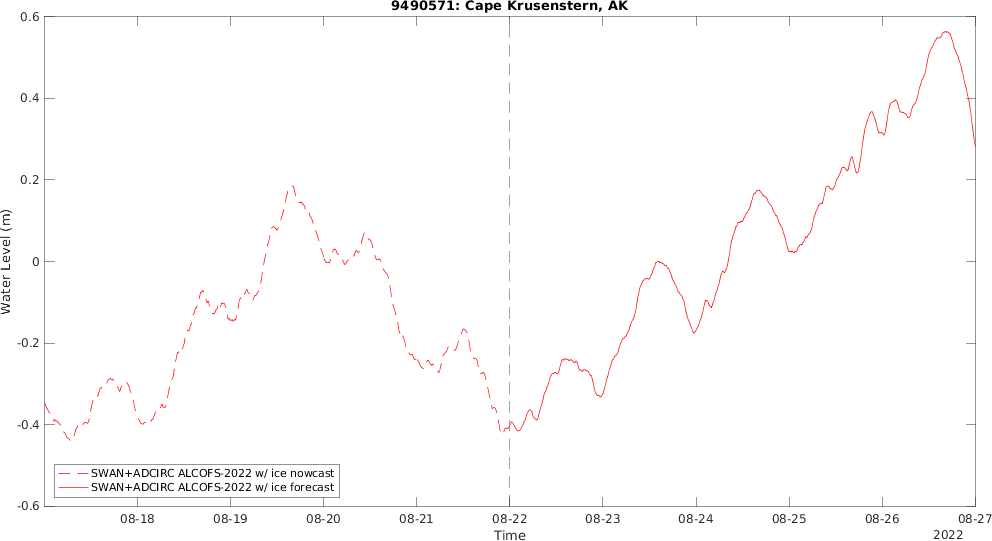 9490571: Cape Krusenstern, AK
0.6
0.4
0.2
0
-0.2
-0.4
-0.6
Water Level (m)
SWAN+ADCIRC ALCOFS-2022 w/ ice nowcast
SWAN+ADCIRC ALCOFS-2022 w/ ice forecast
08-18 08-19 08-20 08-21 08-22 08-23 08-24 08-25 08-26 08-27
Time
2022